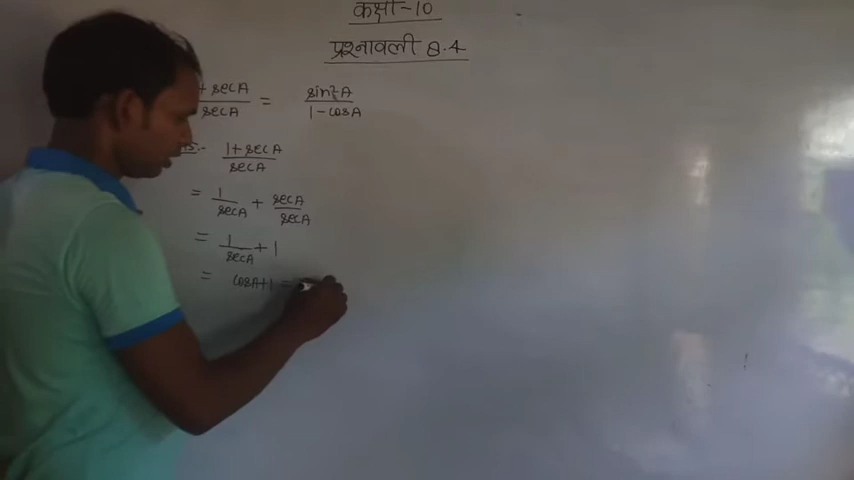 कक्षा-10
प्रश्नावली 8.4
+ secA / secA = sin²A / 1-cosA
1+secA / secA
= 1/secA + secA/secA
= 1/secA + 1
= cosA+1 =